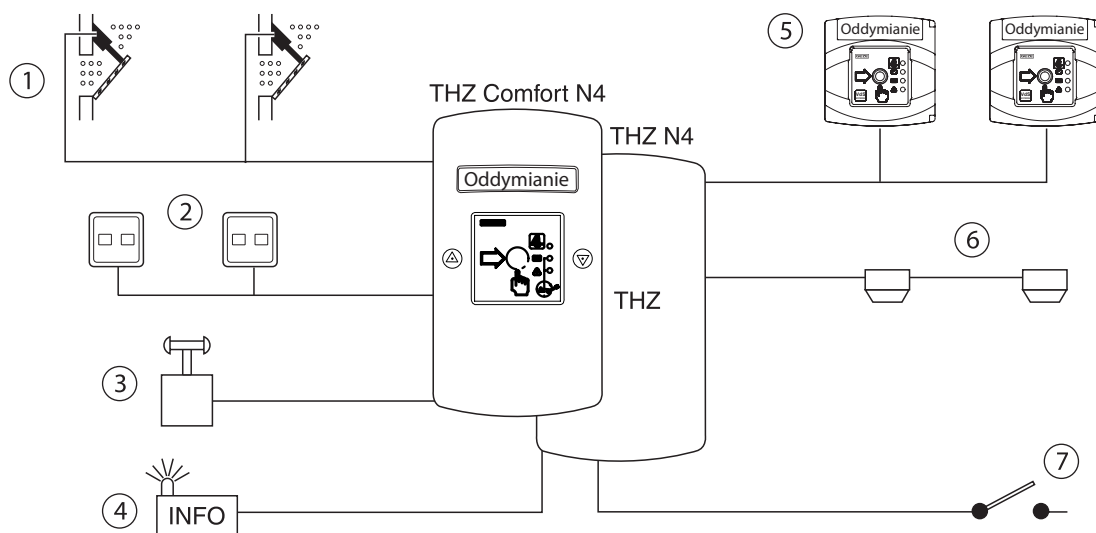 1
5
Oddymianie
Oddymianie
THZ Comfort N4
THZ N4
Oddymianie
2
6
THZ
3
7
4
INFO